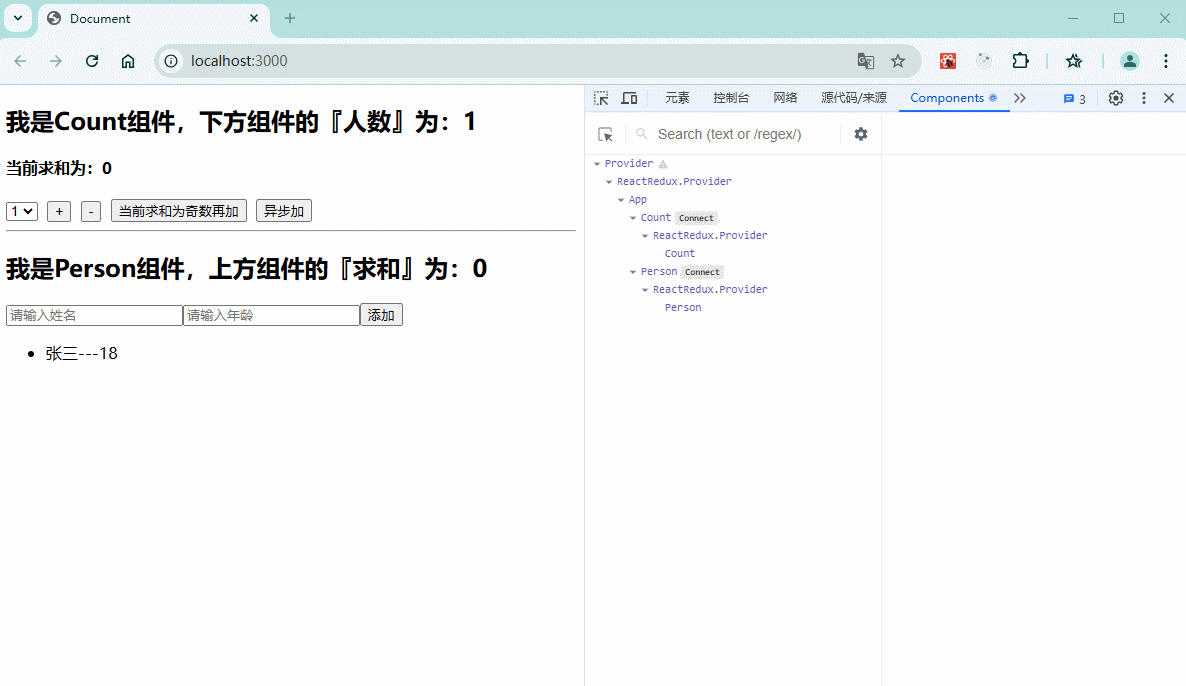 Document
localhost:3000
元素 控制台 网络 源代码/来源 Components 3
Search (text or /regex/)
我是Count组件，下方组件的『人数』为：1
当前求和为：0
1 + - 当前求和为奇数再加 异步加
我是Person组件，上方组件的『求和』为：0
请输入姓名 请输入年龄 添加
张三---18
Provider
ReactRedux.Provider
App
Count Connect
ReactRedux.Provider
Count
Person Connect
ReactRedux.Provider
Person